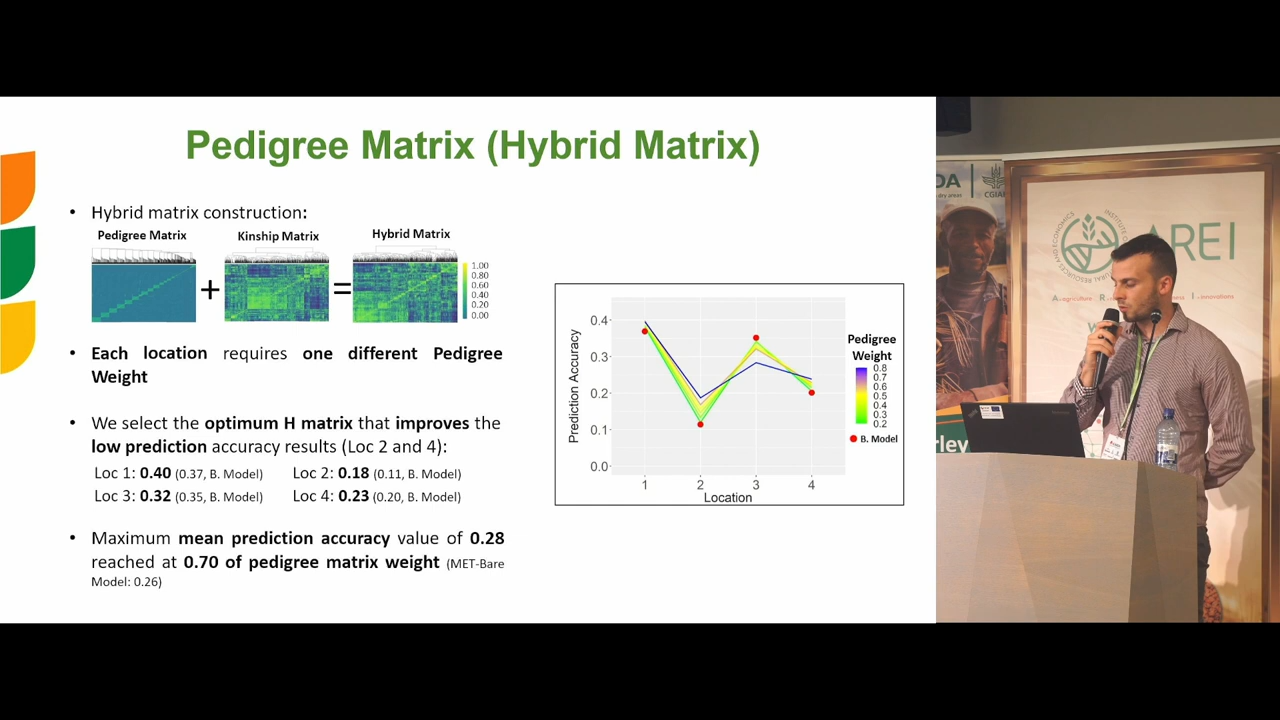 Pedigree Matrix (Hybrid Matrix)
• Hybrid matrix construction:
Pedigree Matrix
Kinship Matrix
Hybrid Matrix
+
=
1.00
0.80
0.60
0.40
0.20
0.00
• Each location requires one different Pedigree
Weight
• We select the optimum H matrix that improves the
low prediction accuracy results (Loc 2 and 4):
Loc 1: 0.40 (0.37, B. Model) Loc 2: 0.18 (0.11, B. Model)
Loc 3: 0.32 (0.35, B. Model) Loc 4: 0.23 (0.20, B. Model)
• Maximum mean prediction accuracy value of 0.28
reached at 0.70 of pedigree matrix weight (MET-Bare
Model: 0.26)
Prediction Accuracy
0.4
0.3
0.2
0.1
0.0
1 2 3 4
Location
Pedigree
Weight
0.8
0.7
0.6
0.5
0.4
0.3
0.2
B. Model
DA
dry areas
CGIAR
AREI
rley